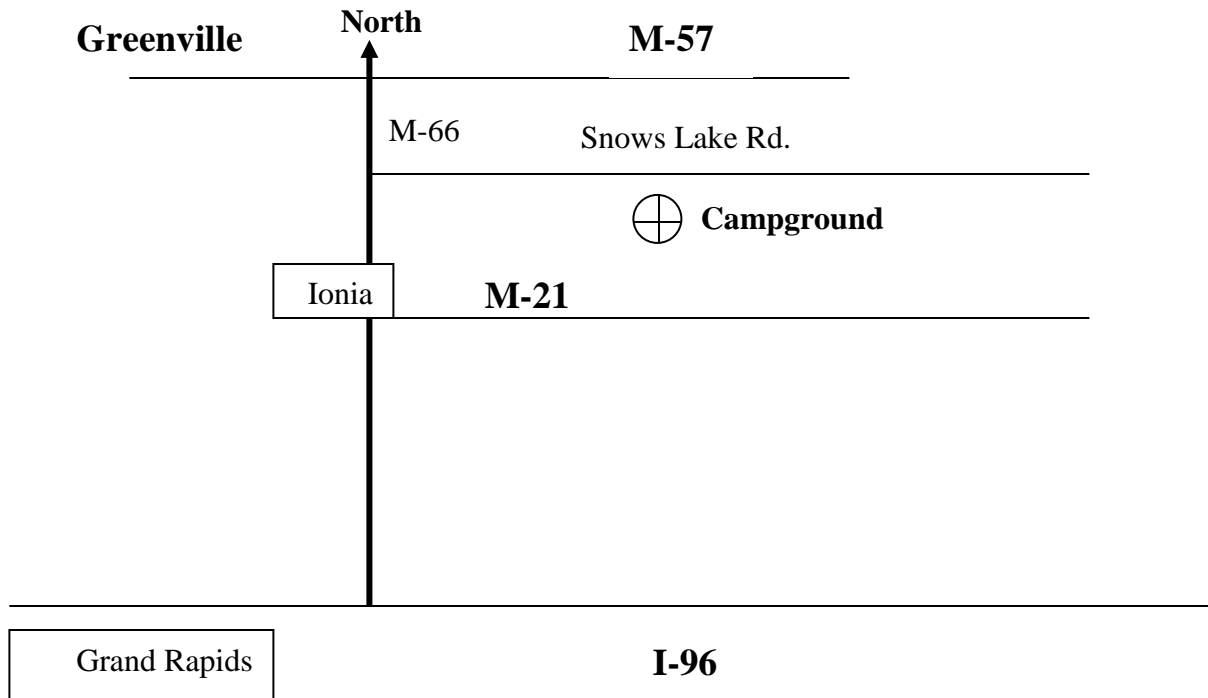 North
Greenville M-57
M-66
Snows Lake Rd.
Campground
Ionia M-21
Grand Rapids I-96